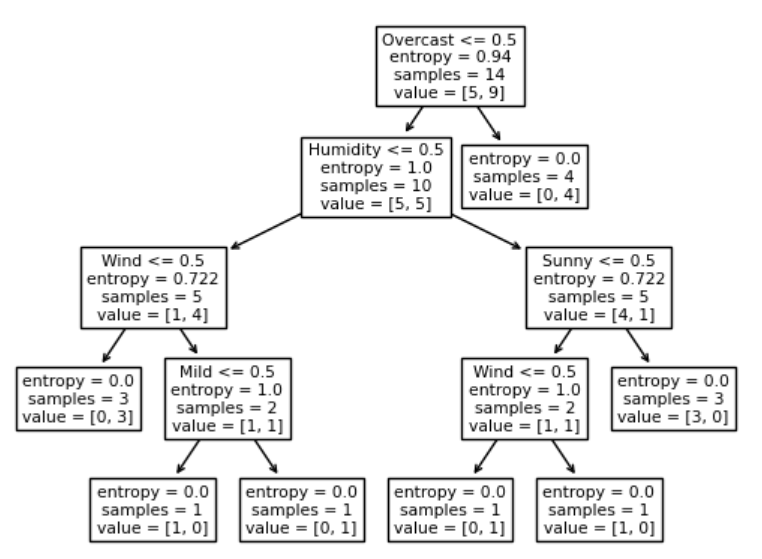 Overcast <= 0.5
entropy = 0.94
samples = 14
value = [5, 9]
Humidity <= 0.5
entropy = 1.0
samples = 10
value = [5, 5]
entropy = 0.0
samples = 4
value = [0, 4]
Wind <= 0.5
entropy = 0.722
samples = 5
value = [1, 4]
Sunny <= 0.5
entropy = 0.722
samples = 5
value = [4, 1]
entropy = 0.0
samples = 3
value = [0, 3]
Mild <= 0.5
entropy = 1.0
samples = 2
value = [1, 1]
Wind <= 0.5
entropy = 1.0
samples = 2
value = [1, 1]
entropy = 0.0
samples = 3
value = [3, 0]
entropy = 0.0
samples = 1
value = [1, 0]
entropy = 0.0
samples = 1
value = [0, 1]
entropy = 0.0
samples = 1
value = [0, 1]
entropy = 0.0
samples = 1
value = [1, 0]